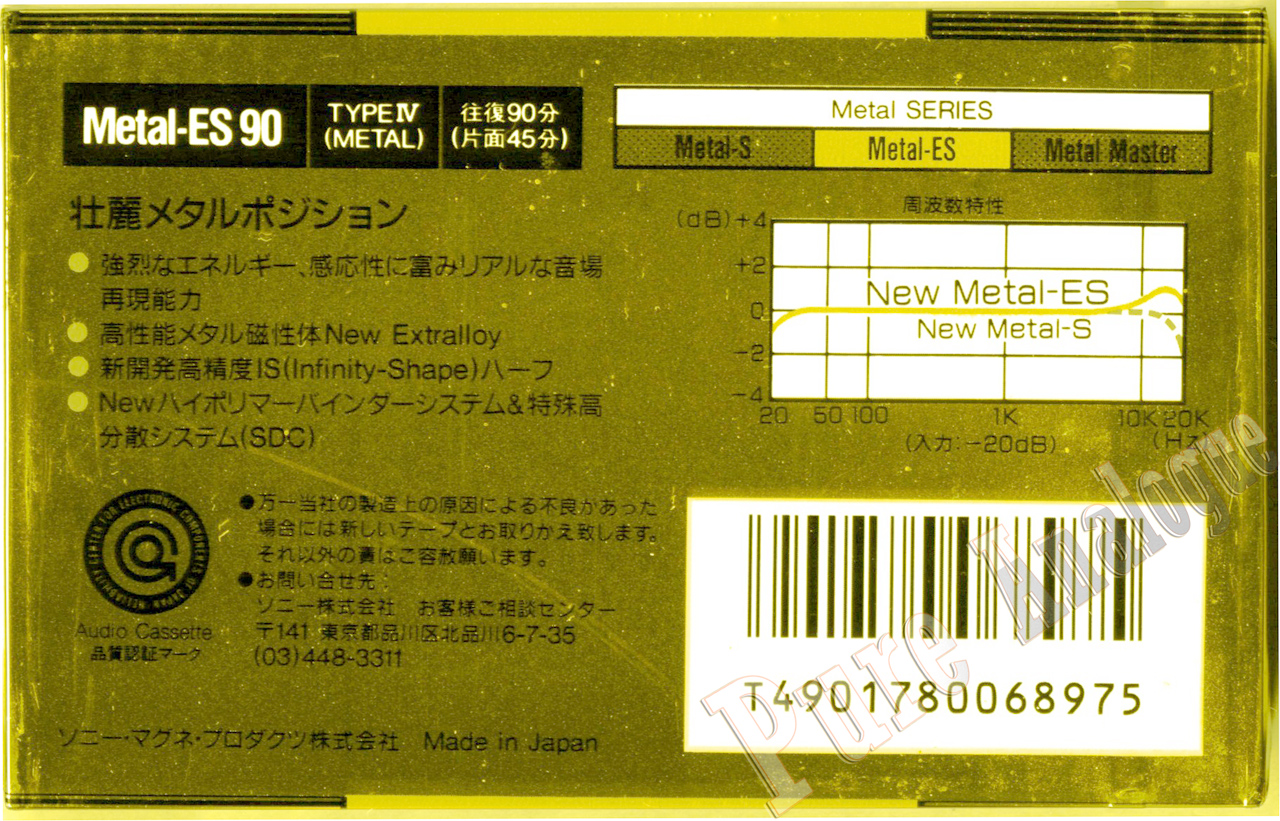 Metal-ES 90
TYPE IV
(METAL)
往復90分
(片面45分)
Metal SERIES
Metal-S
Metal-ES
Metal Master
壮麗メタルポジション
● 強烈なエネルギー、感応性に富みリアルな音場
再現能力
● 高性能メタル磁性体New Extralloy
● 新開発高精度IS(Infinity-Shape)ハーフ
● Newハイポリマーバインダーシステム&特殊高
分散システム(SDC)
周波数特性
(dB)+4
+2
0
-2
-4
New Metal-ES
New Metal-S
20 50 100 1K 10K 20K
(入力:-20dB) (Hz)
●万一当社の製造上の原因による不良があった
場合には新しいテープとお取りかえ致します。
それ以外の責はご容赦願います。
●お問い合せ先:
ソニー株式会社 お客様ご相談センター
〒141 東京都品川区北品川6-7-35
(03)448-3311
Audio Cassette
品質認証マーク
T4901780068975
ソニー・マグネ・プロダクツ株式会社 Made in Japan
Pure Analogue